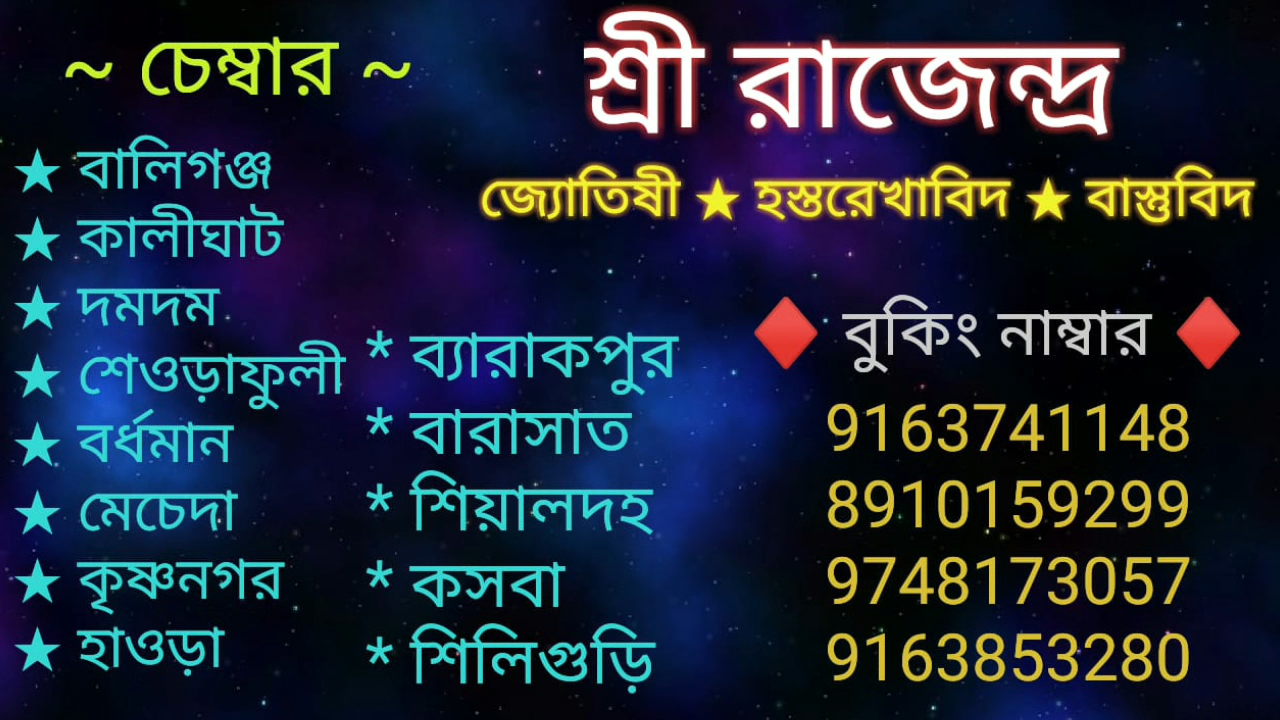 ~ চেম্বার ~
★ বালিগঞ্জ
★ কালীঘাট
★ দমদম
★ শেওড়াফুলী
★ বর্ধমান
★ মেচেদা
★ কৃষ্ণনগর
★ হাওড়া
* ব্যারাকপুর
* বারাসাত
* শিয়ালদহ
* কসবা
* শিলিগুড়ি
শ্রী রাজেন্দ্র
জ্যোতিষী ★ হস্তরেখাবিদ ★ বাস্তুবিদ
♦ বুকিং নাম্বার ♦
9163741148
8910159299
9748173057
9163853280